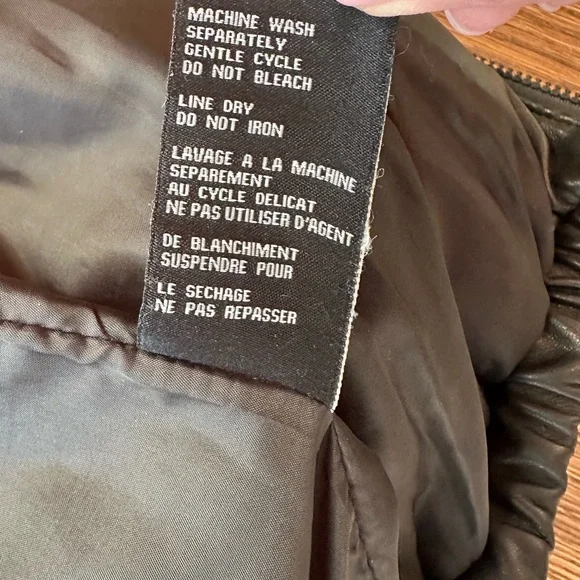 MACHINE WASH
SEPARATELY
GENTLE CYCLE
DO NOT BLEACH
LINE DRY
DO NOT IRON
LAVAGE A LA MACHINE
SEPAREMENT
AU CYCLE DELICAT
NE PAS UTILISER D'AGENT
DE BLANCHIMENT
SUSPENDRE POUR
LE SECHAGE
NE PAS REPASSER